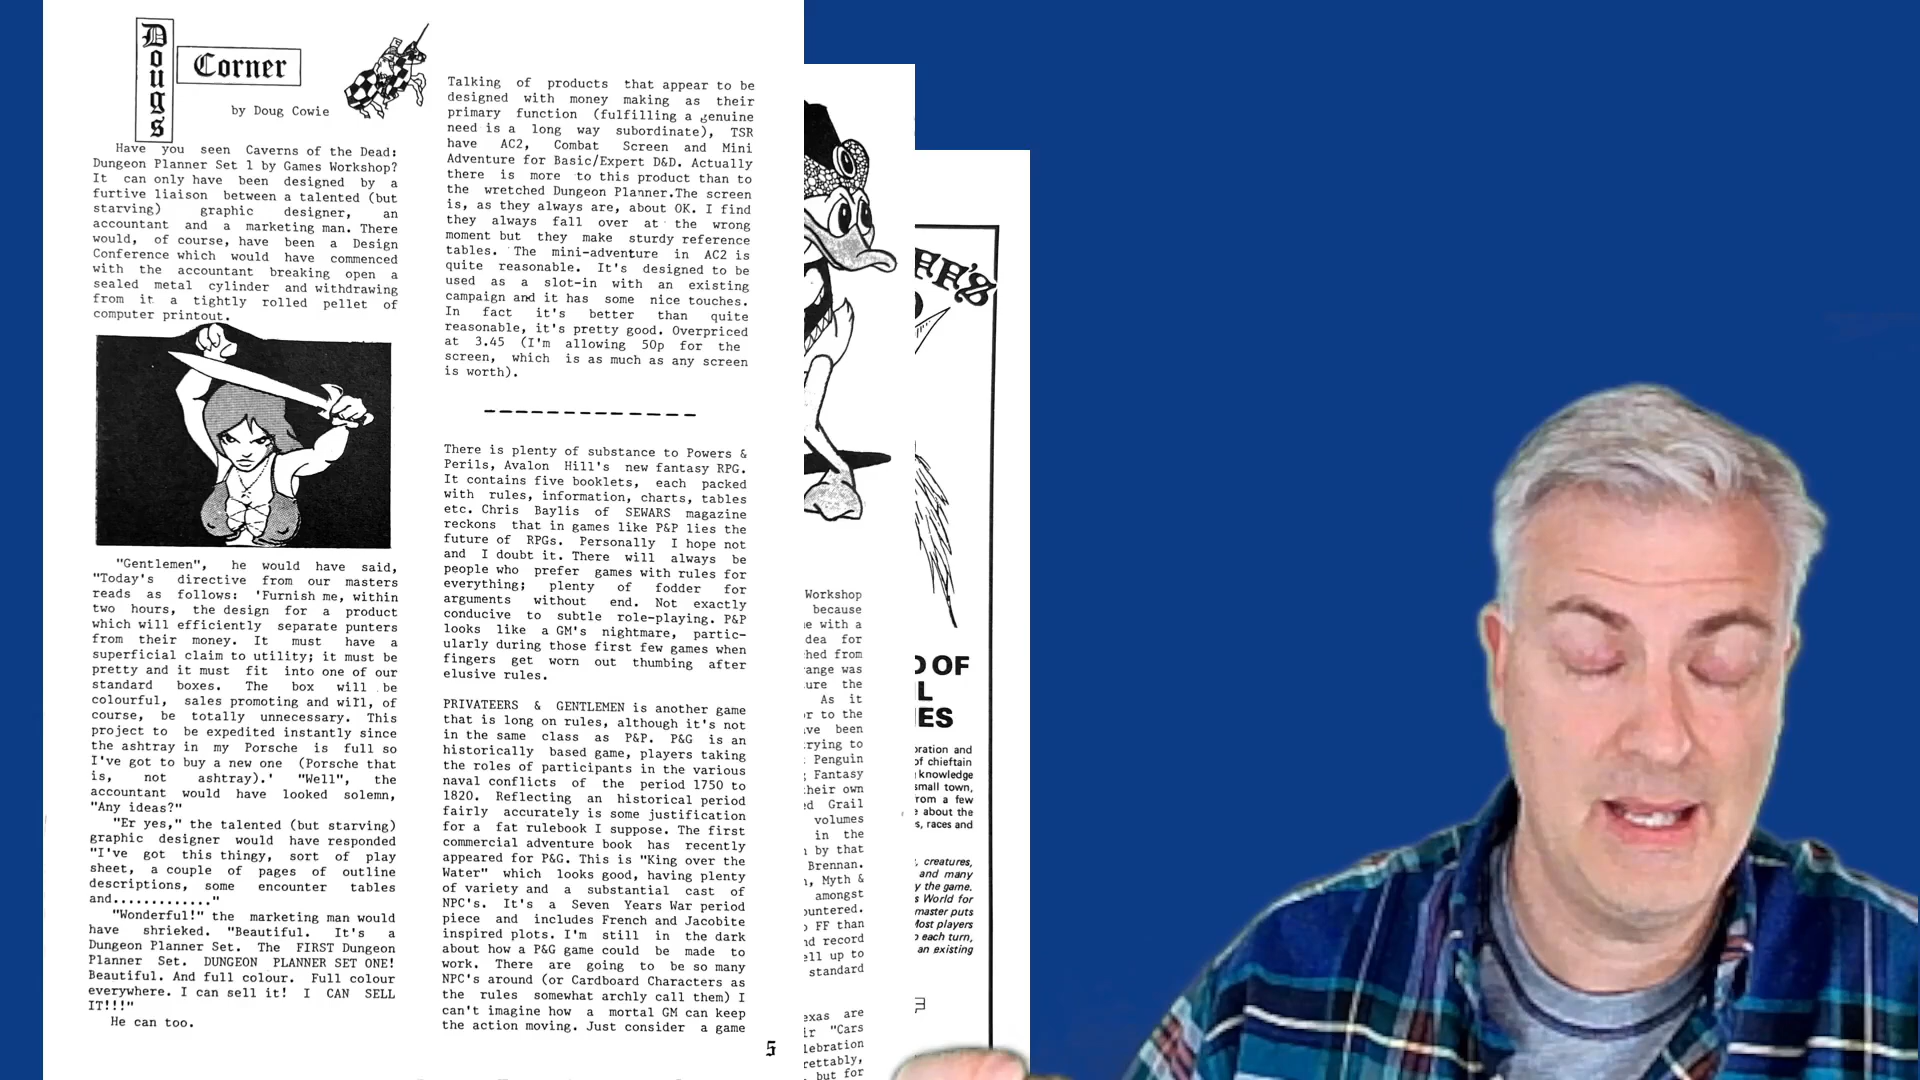 Dougs
Corner
by Doug Cowie
Have you seen Caverns of the Dead:
Dungeon Planner Set 1 by Games Workshop?
It can only have been designed by a
furtive liaison between a talented (but
starving) graphic designer, an
accountant and a marketing man. There
would, of course, have been a Design
Conference which would have commenced
with the accountant breaking open a
sealed metal cylinder and withdrawing
from it a tightly rolled pellet of
computer printout.
"Gentlemen", he would have said,
"Today's directive from our masters
reads as follows: 'Furnish me, within
two hours, the design for a product
which will efficiently separate punters
from their money. It must have a
superficial claim to utility; it must be
pretty and it must fit into one of our
standard boxes. The box will be
colourful, sales promoting and will, of
course, be totally unnecessary. This
project to be expedited instantly since
the ashtray in my Porsche is full so
I've got to buy a new one (Porsche that
is, not ashtray).' "Well", the
accountant would have looked solemn,
"Any ideas?"
"Er yes," the talented (but starving)
graphic designer would have responded
"I've got this thingy, sort of play
sheet, a couple of pages of outline
descriptions, some encounter tables
and............."
"Wonderful!" the marketing man would
have shrieked. "Beautiful. It's a
Dungeon Planner Set. The FIRST Dungeon
Planner Set. DUNGEON PLANNER SET ONE!
Beautiful. And full colour. Full colour
everywhere. I can sell it! I CAN SELL
IT!!!"
He can too.
Talking of products that appear to be
designed with money making as their
primary function (fulfilling a genuine
need is a long way subordinate), TSR
have AC2, Combat Screen and Mini
Adventure for Basic/Expert D&D. Actually
there is more to this product than to
the wretched Dungeon Planner.The screen
is, as they always are, about OK. I find
they always fall over at the wrong
moment but they make sturdy reference
tables. The mini-adventure in AC2 is
quite reasonable. It's designed to be
used as a slot-in with an existing
campaign and it has some nice touches.
In fact it's better than quite
reasonable, it's pretty good. Overpriced
at 3.45 (I'm allowing 50p for the
screen, which is as much as any screen
is worth).
There is plenty of substance to Powers &
Perils, Avalon Hill's new fantasy RPG.
It contains five booklets, each packed
with rules, information, charts, tables
etc. Chris Baylis of SEWARS magazine
reckons that in games like P&P lies the
future of RPGs. Personally I hope not
and I doubt it. There will always be
people who prefer games with rules for
everything; plenty of fodder for
arguments without end. Not exactly
conducive to subtle role-playing. P&P
looks like a GM's nightmare, partic-
ularly during those first few games when
fingers get worn out thumbing after
elusive rules.
PRIVATEERS & GENTLEMEN is another game
that is long on rules, although it's not
in the same class as P&P. P&G is an
historically based game, players taking
the roles of participants in the various
naval conflicts of the period 1750 to
1820. Reflecting an historical period
fairly accurately is some justification
for a fat rulebook I suppose. The first
commercial adventure book has recently
appeared for P&G. This is "King over the
Water" which looks good, having plenty
of variety and a substantial cast of
NPC's. It's a Seven Years War period
piece and includes French and Jacobite
inspired plots. I'm still in the dark
about how a P&G game could be made to
work. There are going to be so many
NPC's around (or Cardboard Characters as
the rules somewhat archly call them) I
can't imagine how a mortal GM can keep
the action moving. Just consider a game
5
Workshop
because
with a
for
from
was
the
As it
to the
been
to
Penguin
Fantasy
own
Grail
volumes
in the
by that
Brennan.
Myth &
amongst
FF than
record
up to
standard
are
"Cars
but for
OF
and
of chieftain
knowledge
small town,
from a few
about the
races and
creatures,
and many
the game.
World for
master puts
Most players
each turn,
an existing